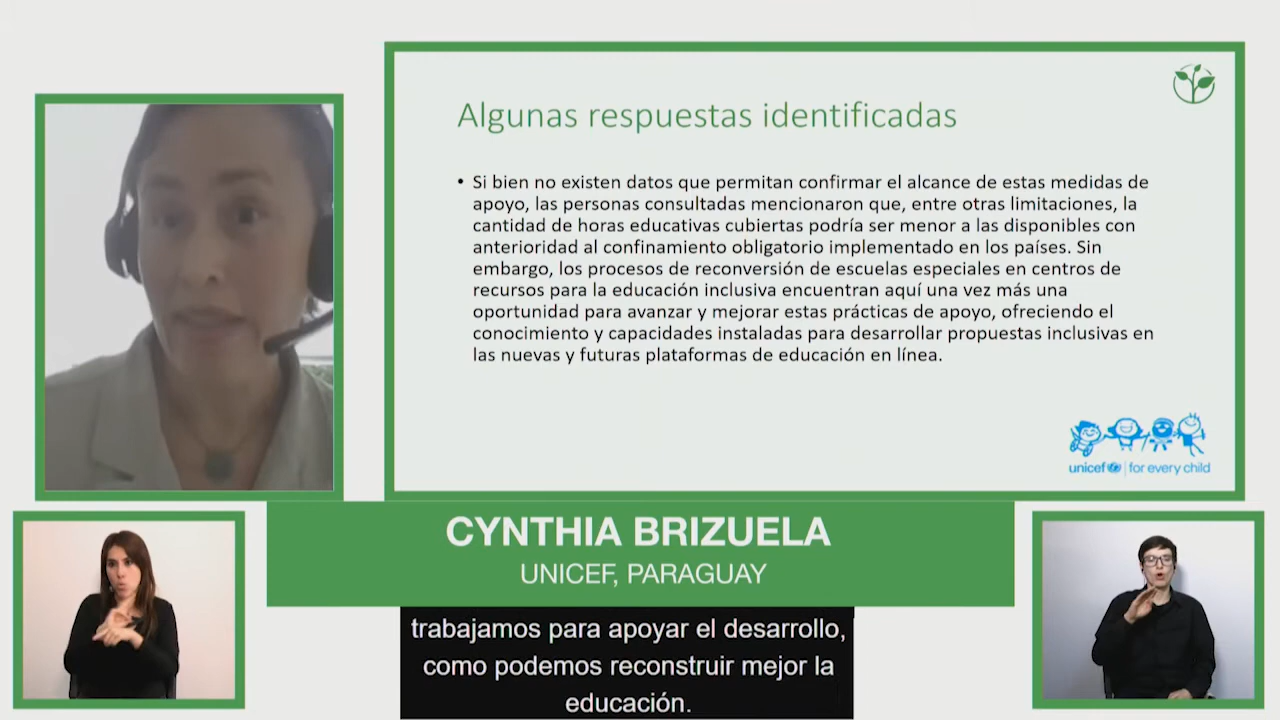 Algunas respuestas identificadas
• Si bien no existen datos que permitan confirmar el alcance de estas medidas de
apoyo, las personas consultadas mencionaron que, entre otras limitaciones, la
cantidad de horas educativas cubiertas podría ser menor a las disponibles con
anterioridad al confinamiento obligatorio implementado en los países. Sin
embargo, los procesos de reconversión de escuelas especiales en centros de
recursos para la educación inclusiva encuentran aquí una vez más una
oportunidad para avanzar y mejorar estas prácticas de apoyo, ofreciendo el
conocimiento y capacidades instaladas para desarrollar propuestas inclusivas en
las nuevas y futuras plataformas de educación en línea.
unicef | for every child
CYNTHIA BRIZUELA
UNICEF, PARAGUAY
trabajamos para apoyar el desarrollo,
como podemos reconstruir mejor la
educación.